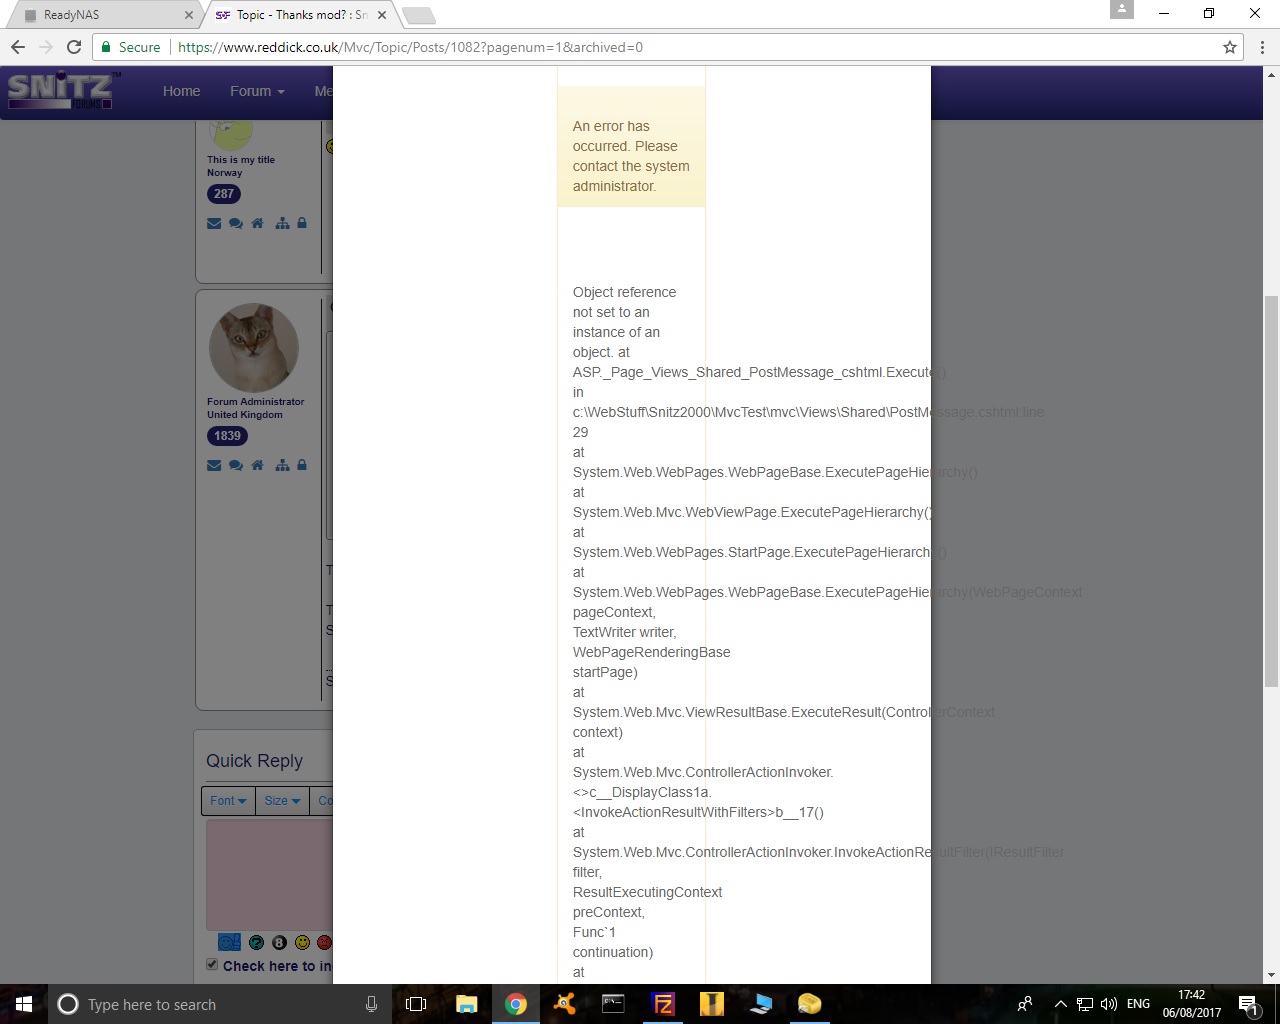 ReadyNAS
Topic - Thanks mod? : Sn
Secure
https://www.reddick.co.uk/Mvc/Topic/Posts/1082?pagenum=1&archived=0
SNiTZ™
FORUMS
Home
Forum
Me
This is my title
Norway
287
Forum Administrator
United Kingdom
1839
An error has
occurred. Please
contact the system
administrator.
Object reference
not set to an
instance of an
object. at
ASP._Page_Views_Shared_PostMessage_cshtml.Execute()
in
c:\WebStuff\Snitz2000\MvcTest\mvc\Views\Shared\PostMessage.cshtml:line
29
at
System.Web.WebPages.WebPageBase.ExecutePageHierarchy()
at
System.Web.Mvc.WebViewPage.ExecutePageHierarchy()
at
System.Web.WebPages.StartPage.ExecutePageHierarchy()
at
System.Web.WebPages.WebPageBase.ExecutePageHierarchy(WebPageContext
pageContext,
TextWriter writer,
WebPageRenderingBase
startPage)
at
System.Web.Mvc.ViewResultBase.ExecuteResult(ControllerContext
context)
at
System.Web.Mvc.ControllerActionInvoker.
<>c__DisplayClass1a.
<InvokeActionResultWithFilters>b__17()
at
System.Web.Mvc.ControllerActionInvoker.InvokeActionResultFilter(IResultFilter
filter,
ResultExecutingContext
preContext,
Func`1
continuation)
at
Quick Reply
Font
Size
Co
Check here to in
Type here to search
ENG
17:42
06/08/2017
1